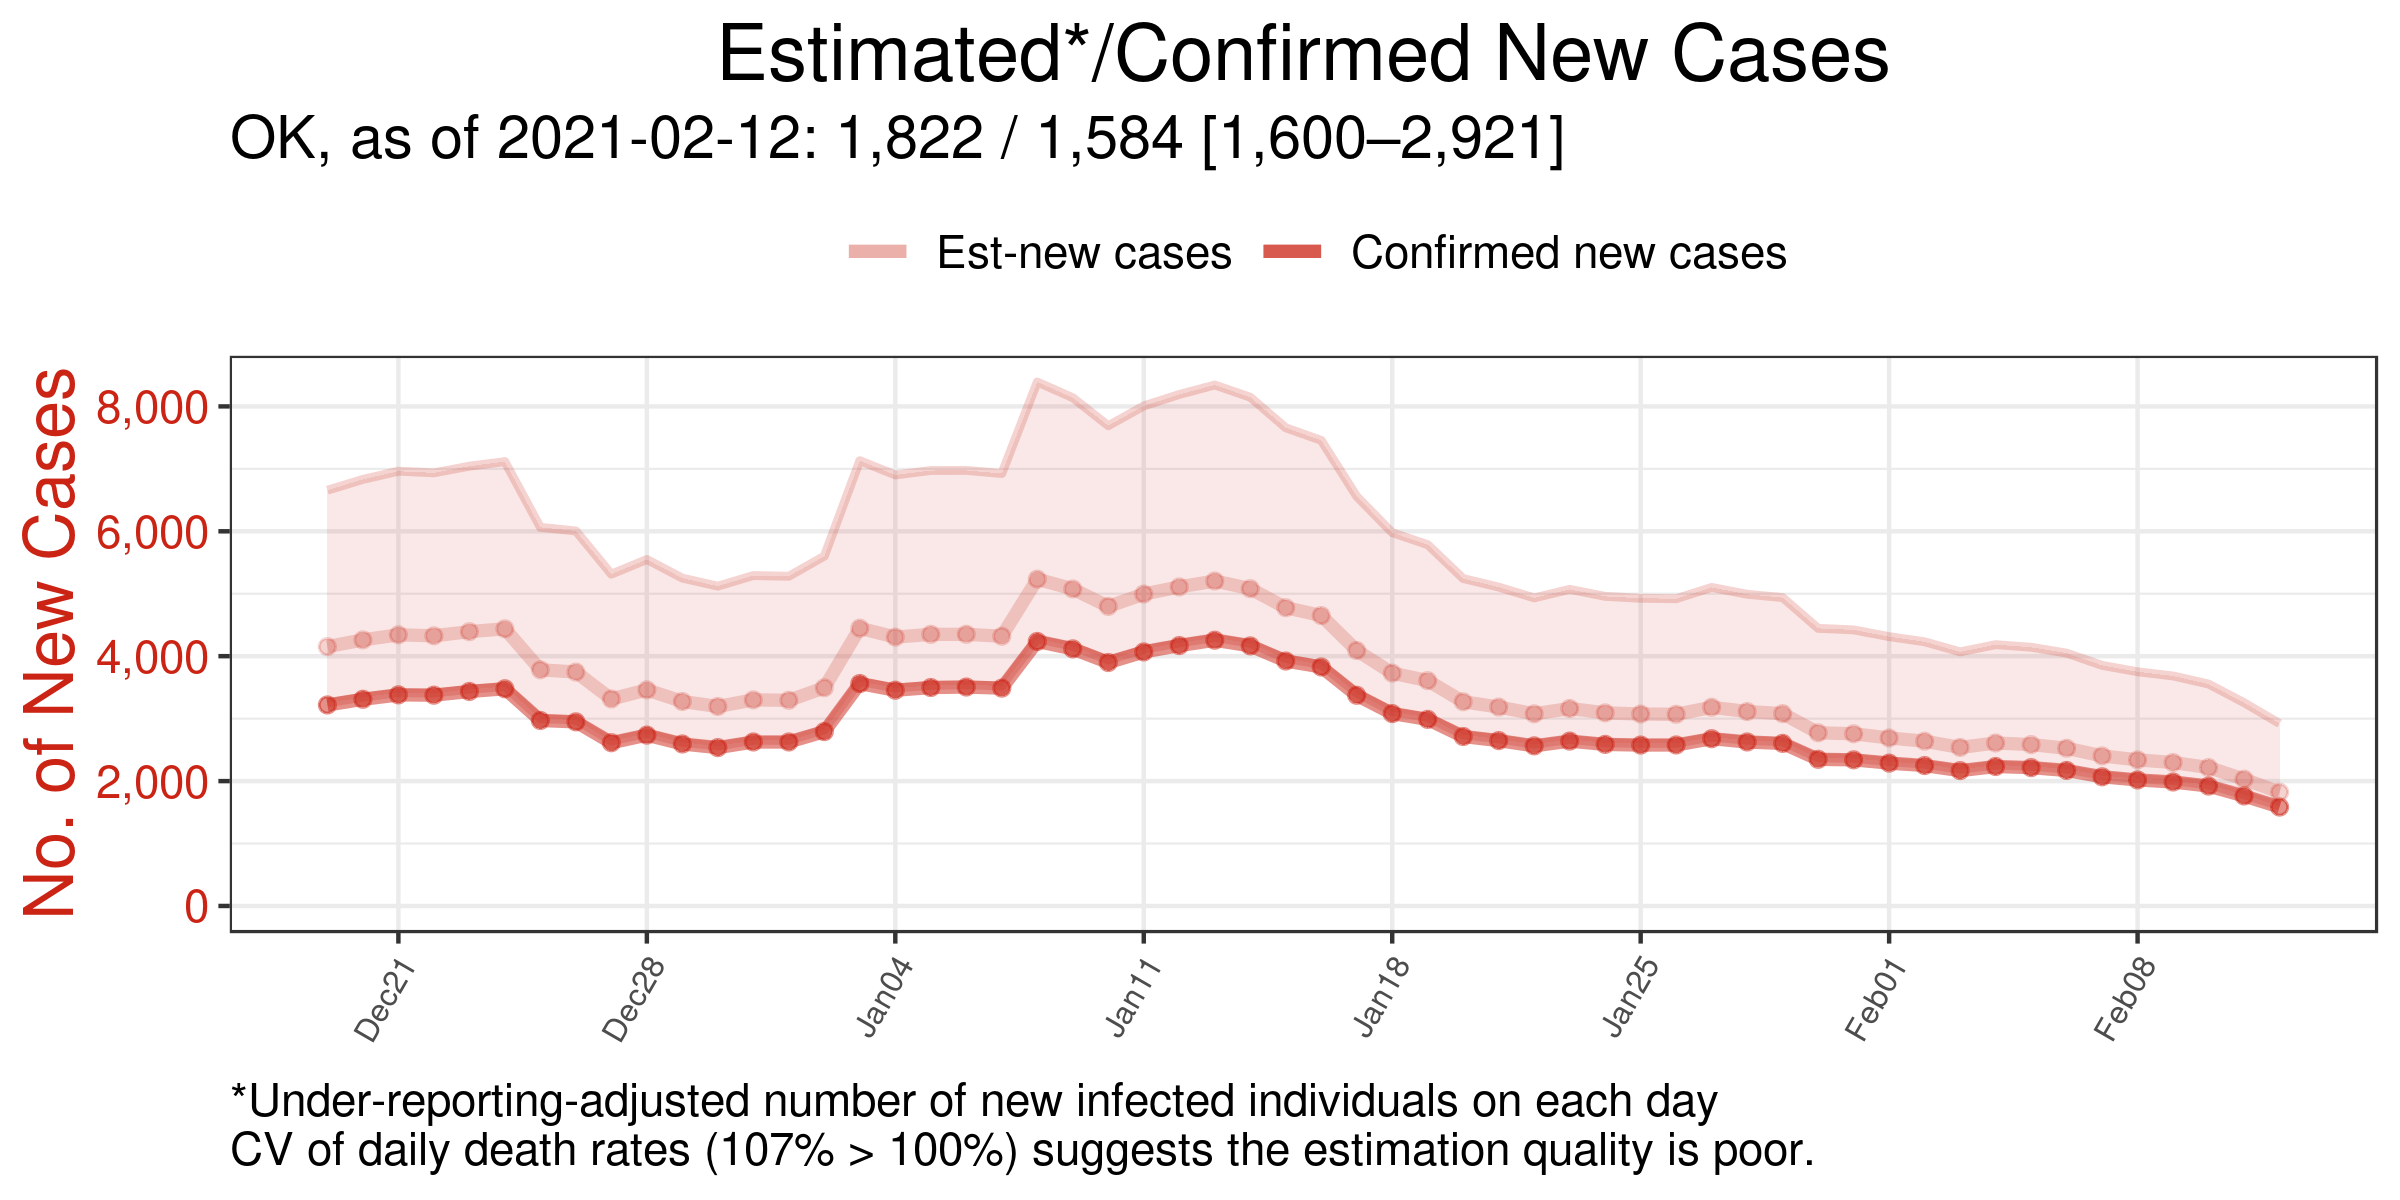 Estimated*/Confirmed New Cases
OK, as of 2021-02-12: 1,822 / 1,584 [1,600–2,921]
Est-new cases Confirmed new cases
No. of New Cases
8,000
6,000
4,000
2,000
0
Dec21 Dec28 Jan04 Jan11 Jan18 Jan25 Feb01 Feb08
*Under-reporting-adjusted number of new infected individuals on each day
CV of daily death rates (107% > 100%) suggests the estimation quality is poor.